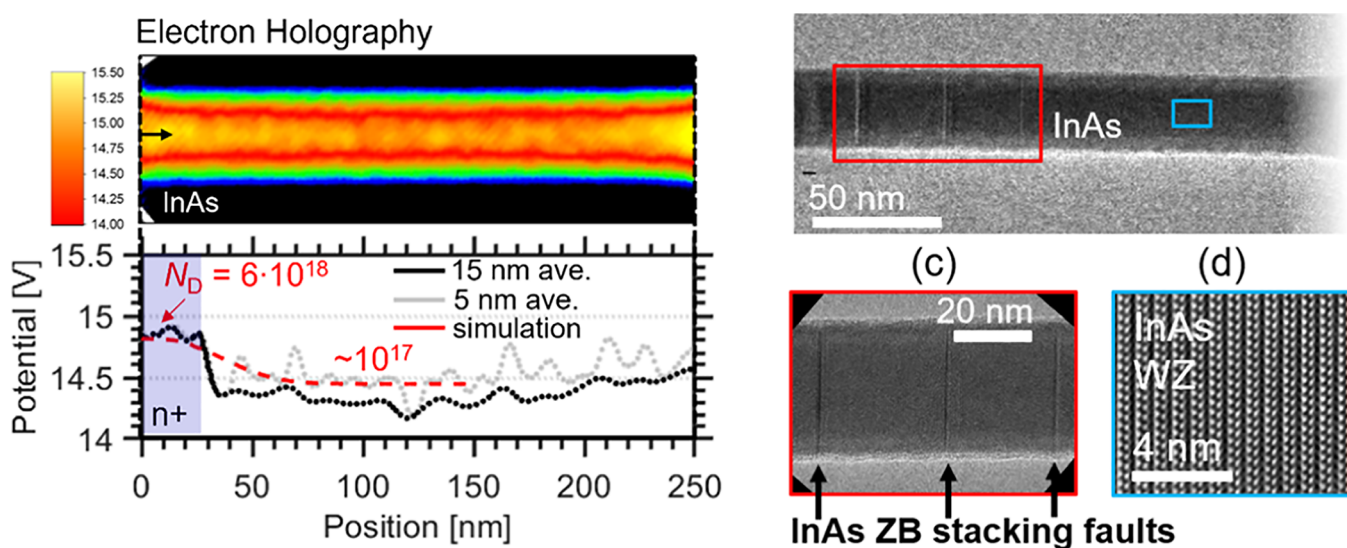 Electron Holography
15.50
15.25
15.00
14.75
14.50
14.25
14.00
InAs
15.5
15
14.5
14
Potential [V]
N_D = 6·10^18
15 nm ave.
5 nm ave.
simulation
~10^17
n+
0 50 100 150 200 250
Position [nm]
InAs
50 nm
(c) (d)
20 nm
InAs
WZ
4 nm
InAs ZB stacking faults